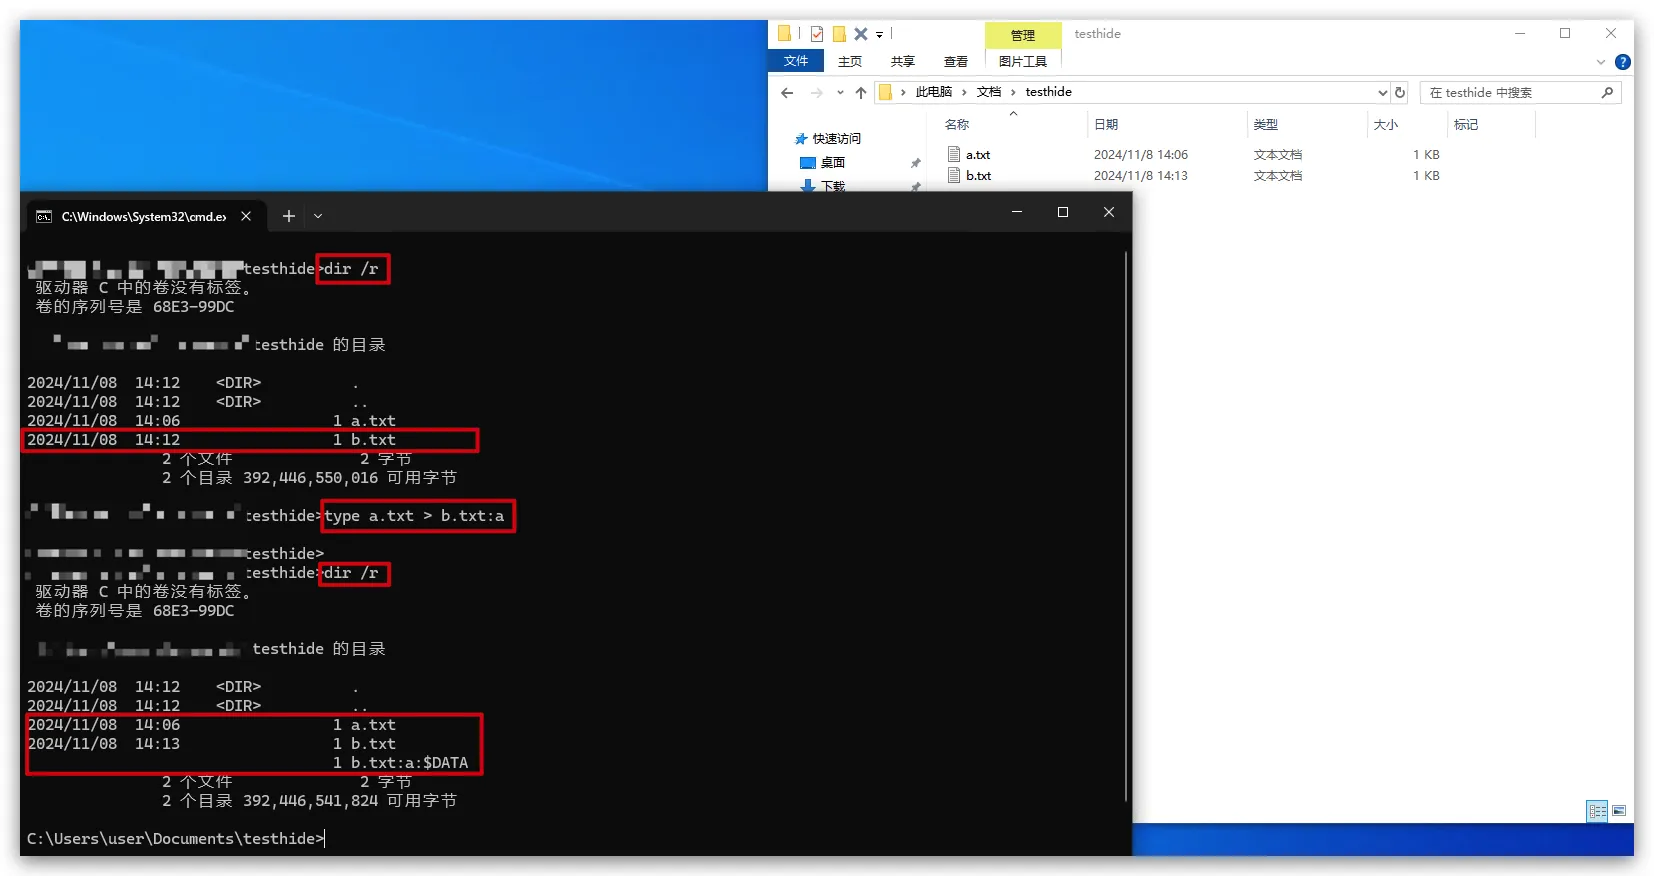 管理
testhide
文件
主页
共享
查看
图片工具
此电脑 › 文档 › testhide
在 testhide 中搜索
名称
日期
类型
大小
标记
快速访问
桌面
下载
a.txt 2024/11/8 14:06 文本文档 1 KB
b.txt 2024/11/8 14:13 文本文档 1 KB
C:\Windows\System32\cmd.ex
testhide>dir /r
驱动器 C 中的卷没有标签。
卷的序列号是 68E3-99DC
testhide 的目录
2024/11/08 14:12 <DIR> .
2024/11/08 14:12 <DIR> ..
2024/11/08 14:06 1 a.txt
2024/11/08 14:12 1 b.txt
2 个文件 2 字节
2 个目录 392,446,550,016 可用字节
testhide>type a.txt > b.txt:a
testhide>
testhide>dir /r
驱动器 C 中的卷没有标签。
卷的序列号是 68E3-99DC
testhide 的目录
2024/11/08 14:12 <DIR> .
2024/11/08 14:12 <DIR> ..
2024/11/08 14:06 1 a.txt
2024/11/08 14:13 1 b.txt
1 b.txt:a:$DATA
2 个文件 2 字节
2 个目录 392,446,541,824 可用字节
C:\Users\user\Documents\testhide>